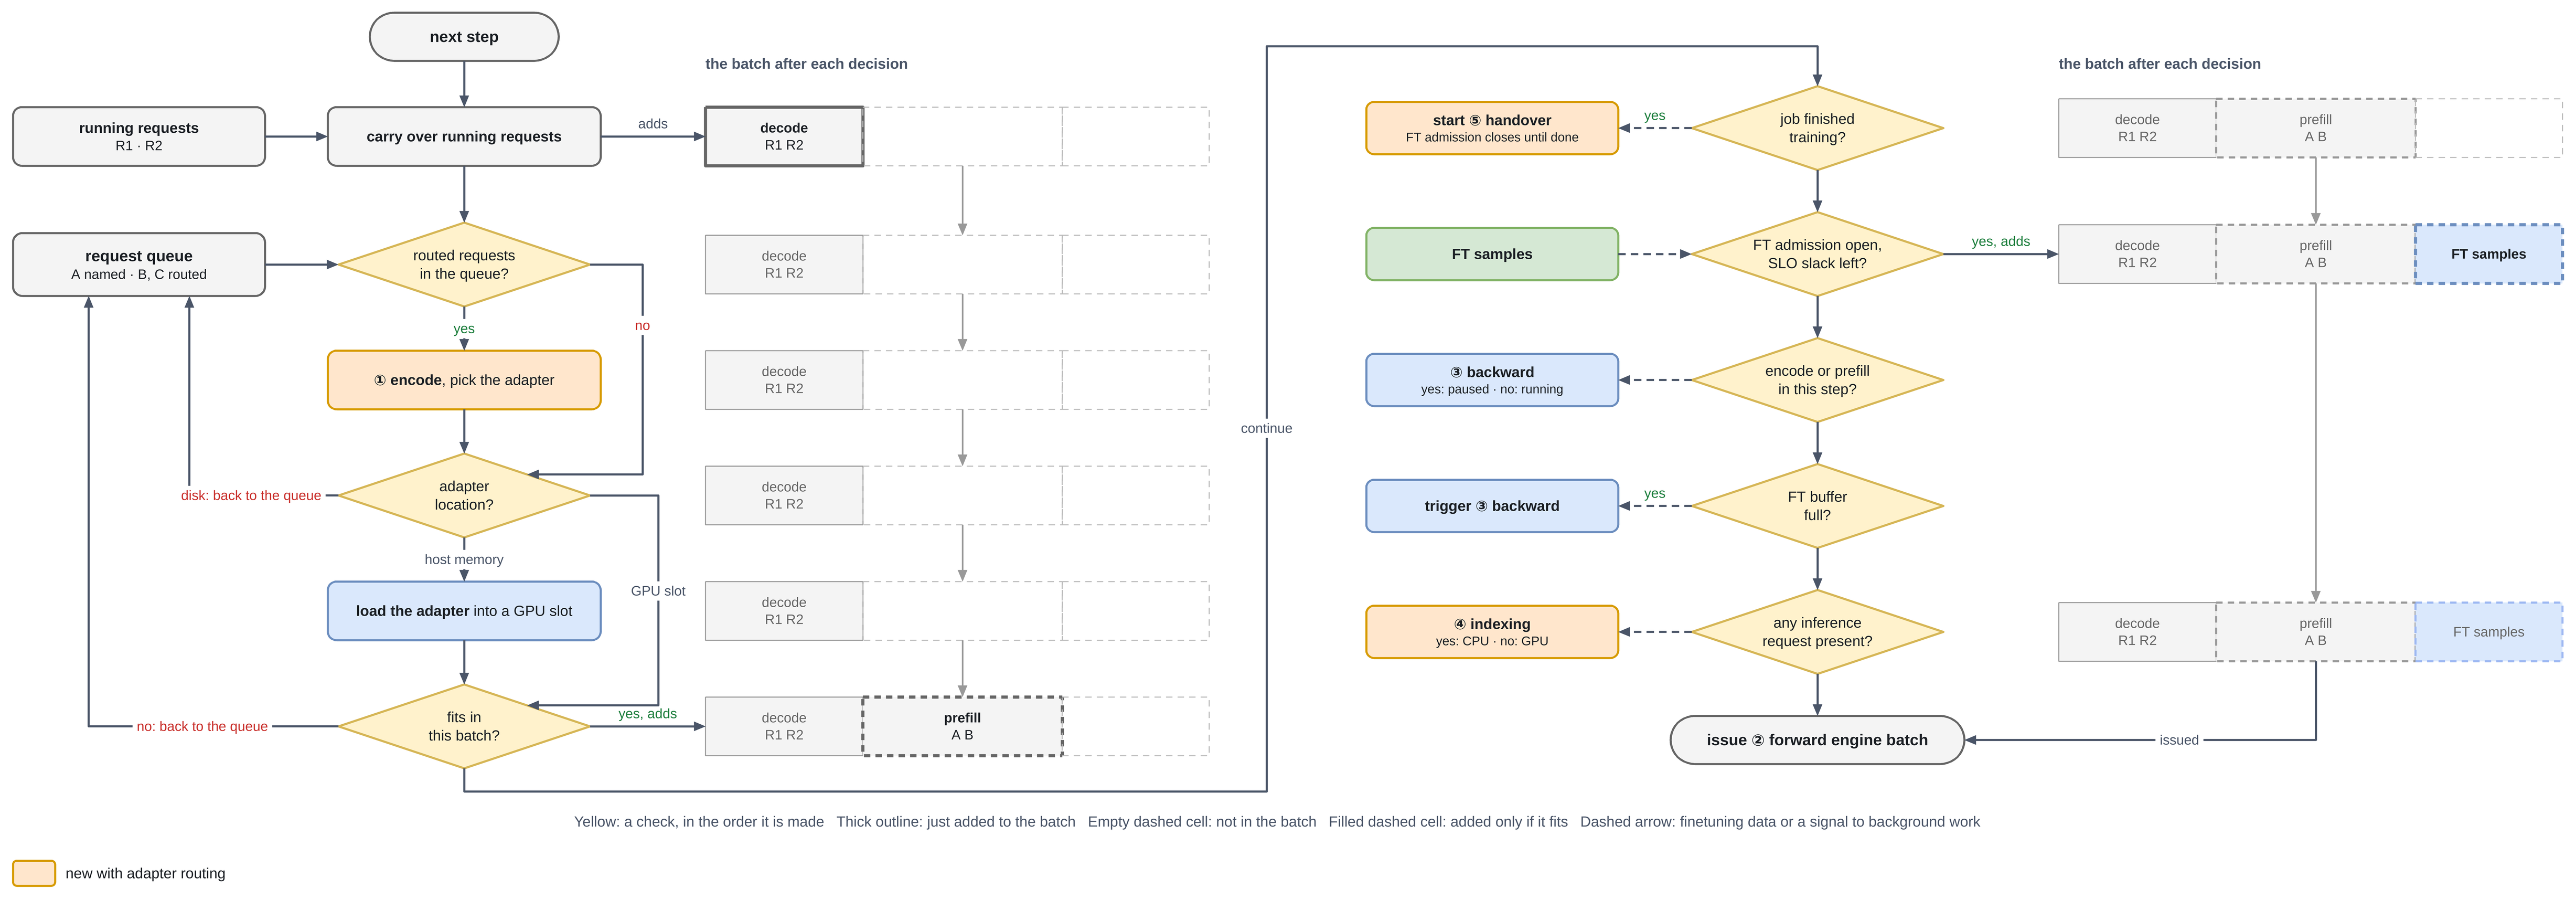 next step
the batch after each decision
running requests
R1 · R2
carry over running requests
adds
decode
R1 R2
request queue
A named · B, C routed
routed requests
in the queue?
decode
R1 R2
yes
no
① encode, pick the adapter
decode
R1 R2
adapter
location?
disk: back to the queue
decode
R1 R2
host memory
GPU slot
load the adapter into a GPU slot
decode
R1 R2
fits in
this batch?
no: back to the queue
yes, adds
decode
R1 R2
prefill
A B
continue
the batch after each decision
job finished
training?
yes
start ⑤ handover
FT admission closes until done
decode
R1 R2
prefill
A B
FT samples
FT admission open,
SLO slack left?
yes, adds
decode
R1 R2
prefill
A B
FT samples
encode or prefill
in this step?
③ backward
yes: paused · no: running
FT buffer
full?
yes
trigger ③ backward
any inference
request present?
④ indexing
yes: CPU · no: GPU
decode
R1 R2
prefill
A B
FT samples
issue ② forward engine batch
issued
Yellow: a check, in the order it is made Thick outline: just added to the batch Empty dashed cell: not in the batch Filled dashed cell: added only if it fits Dashed arrow: finetuning data or a signal to background work
new with adapter routing